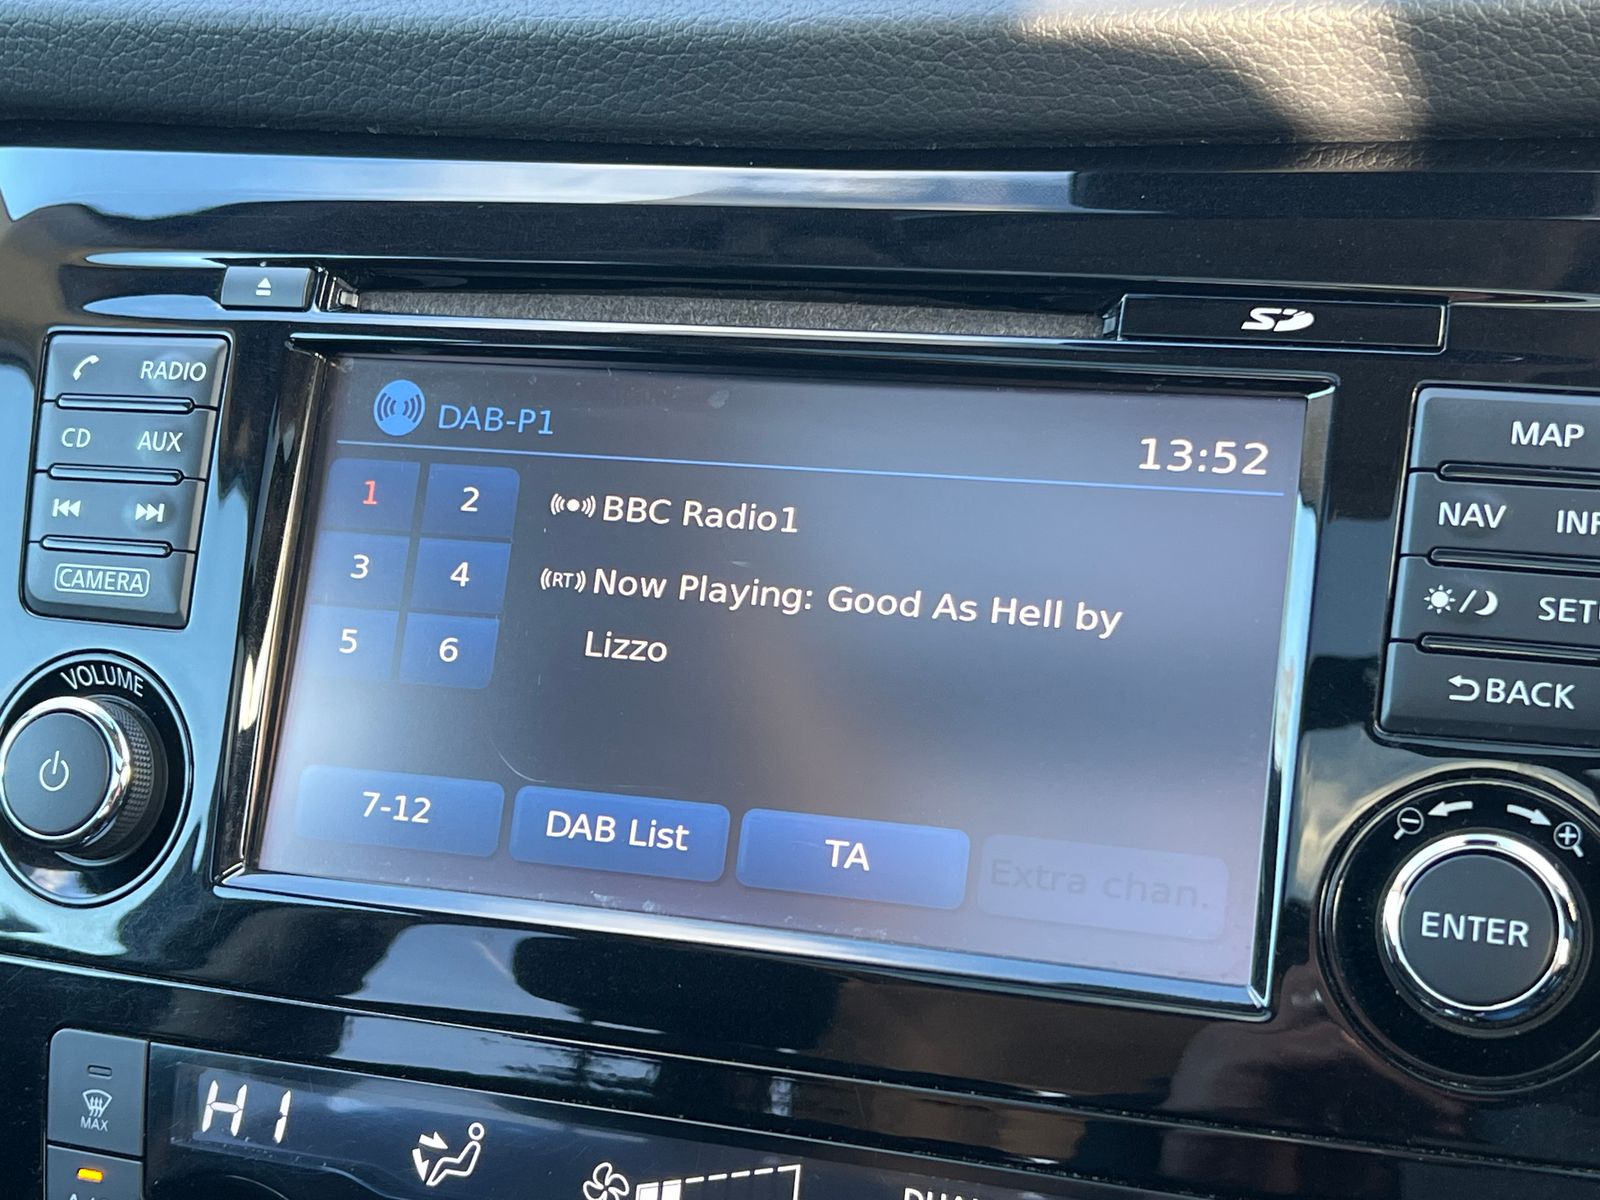 SD
RADIO
CD AUX
CAMERA
VOLUME
DAB-P1
13:52
1 2
3 4
5 6
BBC Radio1
(RT) Now Playing: Good As Hell by
Lizzo
7-12
DAB List
TA
Extra chan.
MAP
NAV INF
SETU
BACK
ENTER
MAX
HI